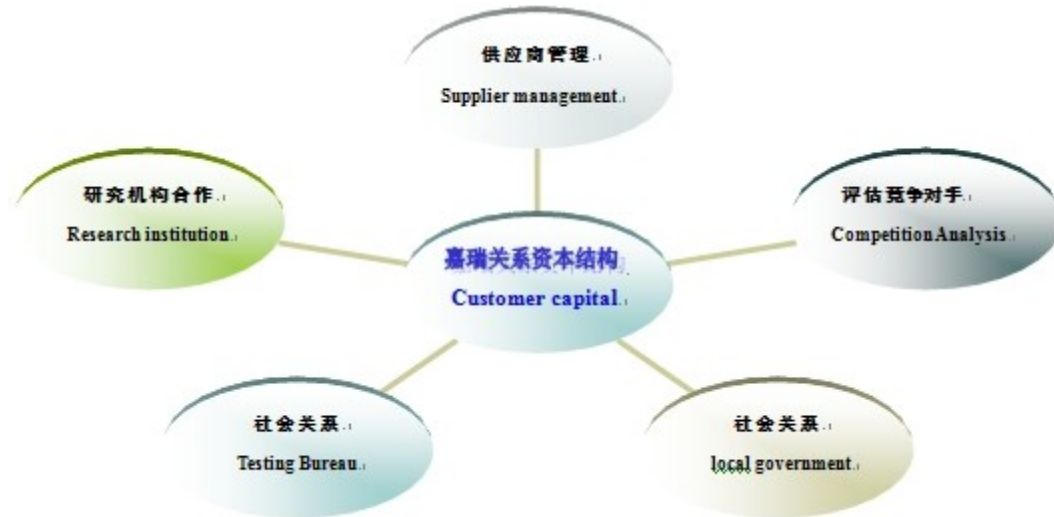 供应商管理
Supplier management
研究机构合作
Research institution
评估竞争对手
Competition Analysis
嘉瑞关系资本结构
Customer capital
社会关系
Testing Bureau
社会关系
local government